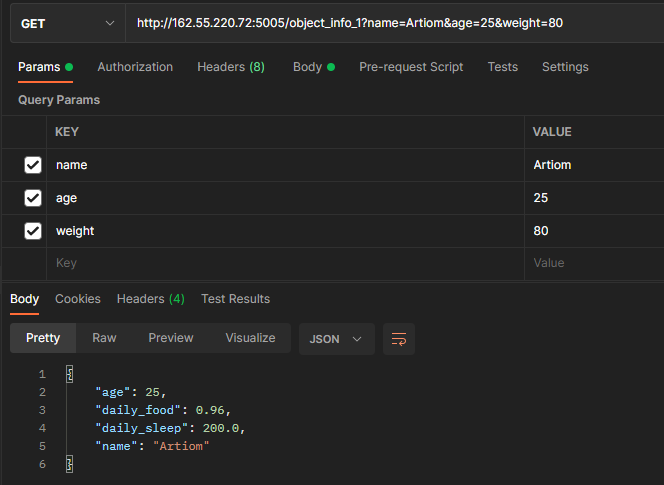 GET http://162.55.220.72:5005/object_info_1?name=Artiom&age=25&weight=80
Params Authorization Headers (8) Body Pre-request Script Tests Settings
Query Params
KEY VALUE
name Artiom
age 25
weight 80
Key Value
Body Cookies Headers (4) Test Results
Pretty Raw Preview Visualize JSON
1 {
2 "age": 25,
3 "daily_food": 0.96,
4 "daily_sleep": 200.0,
5 "name": "Artiom"
6 }